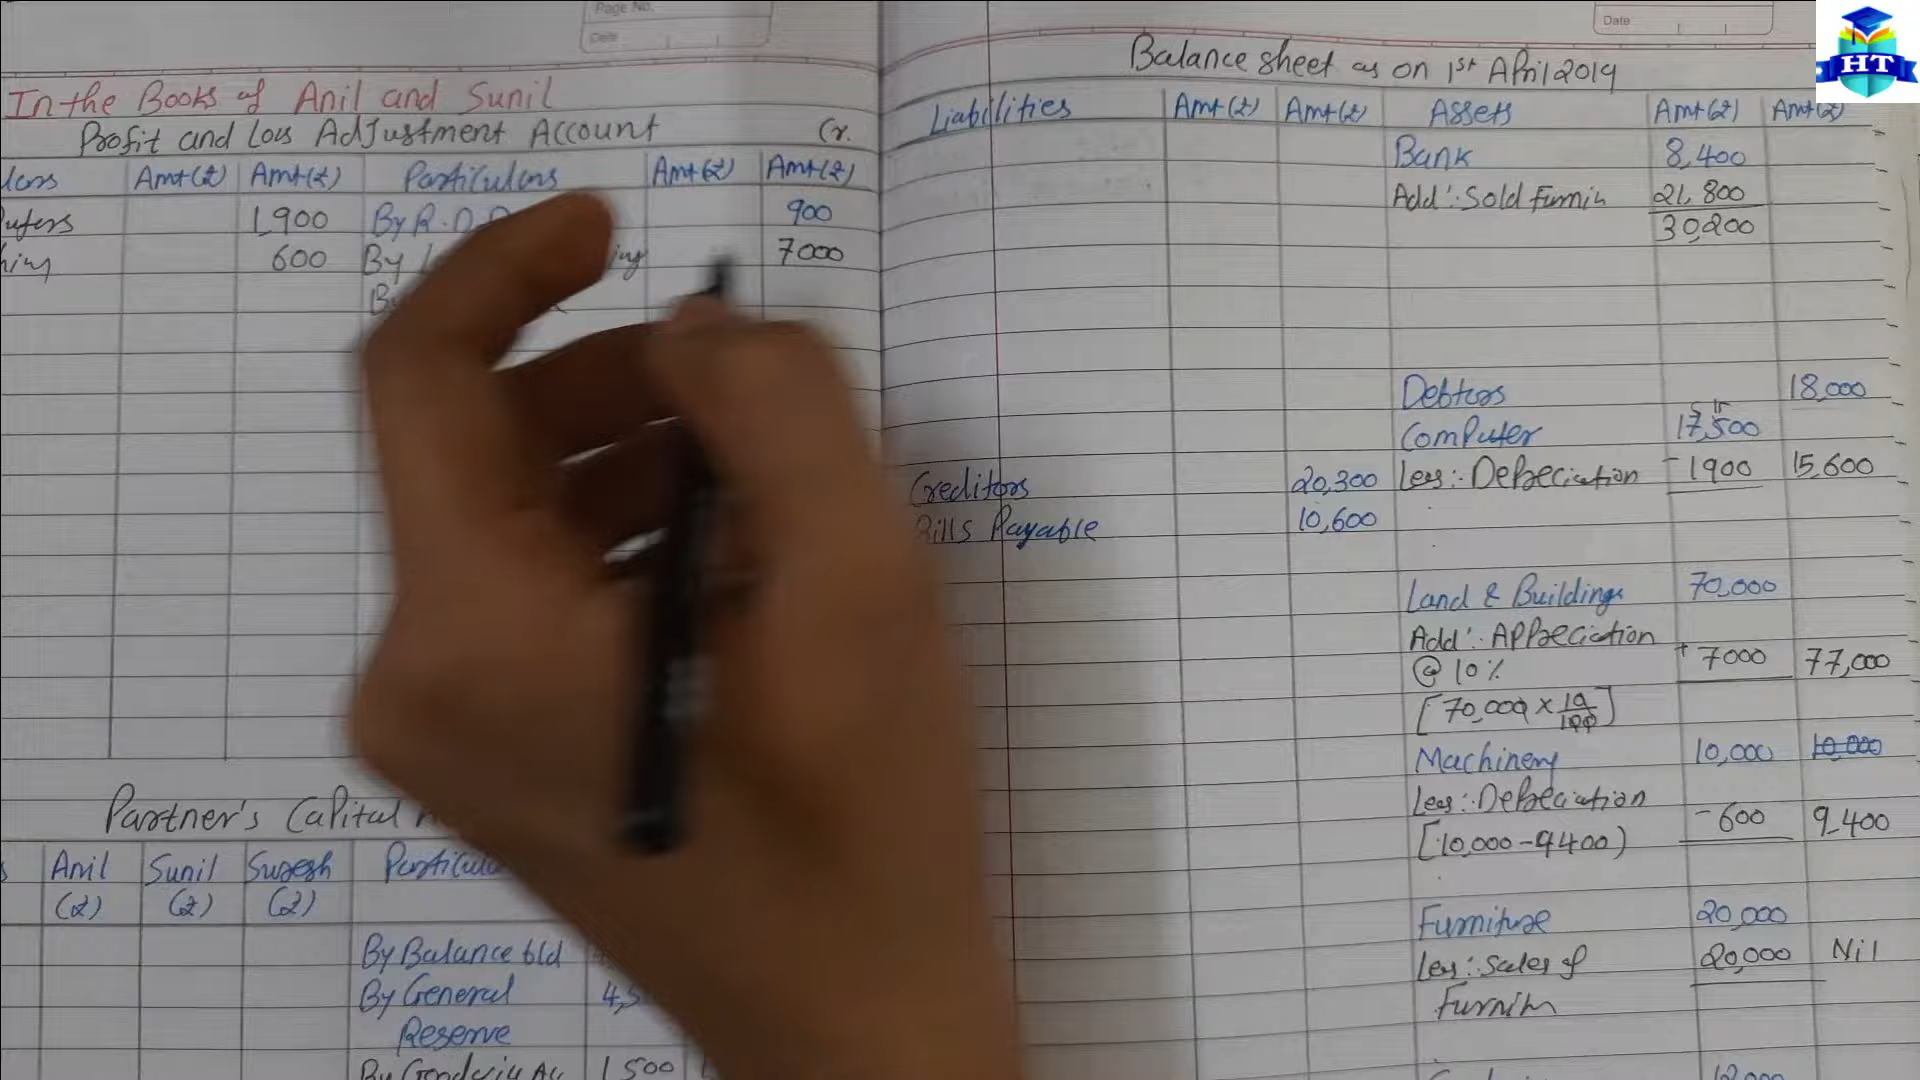 Page No.
Date
In the Books of Anil and Sunil
Profit and Loss Adjustment Account Cr.
Amt(₹) Amt(₹) Particulars Amt(₹) Amt(₹)
1,900 By R.D.D 900
600 By 7000
By
Partner's Capital
Anil Sunil Suresh
(₹) (₹) (₹)
By Balance b/d
By General
Reserve
By Goodwill A/c 1500
Date
HT
Balance sheet as on 1st April 2019
Liabilities Amt(₹) Amt(₹) Assets Amt(₹) Amt(₹)
Bank 8,400
Add: Sold Furnin 21,800
30,200
Debtors 18,000
Computer 17,500
Creditors 20,300 Less:- Depreciation -1900 15,600
Bills Payable 10,600
Land & Buildings 70,000
Add: Appreciation
@ 10% +7000 77,000
[70,000 × 10/100]
Machinery 10,000 10,000
Less:- Depreciation
[10,000-9400) -600 9,400
Furniture 20,000
Less: Sales of 20,000 Nil
Furnin